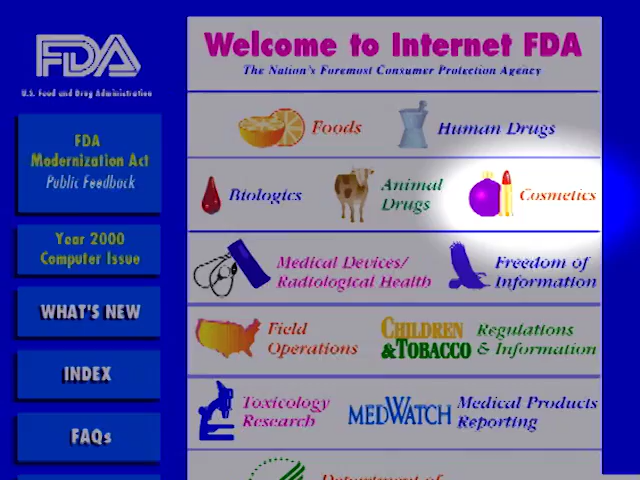 FDA
U.S. Food and Drug Administration
FDA
Modernization Act
Public Feedback
Year 2000
Computer Issue
WHAT'S NEW
INDEX
FAQs
Welcome to Internet FDA
The Nation's Foremost Consumer Protection Agency
Foods
Human Drugs
Biologics
Animal
Drugs
Cosmetics
Medical Devices/
Radiological Health
Freedom of
Information
Field
Operations
CHILDREN
&TOBACCO
Regulations
& Information
Toxicology
Research
MEDWATCH
Medical Products
Reporting
Department of